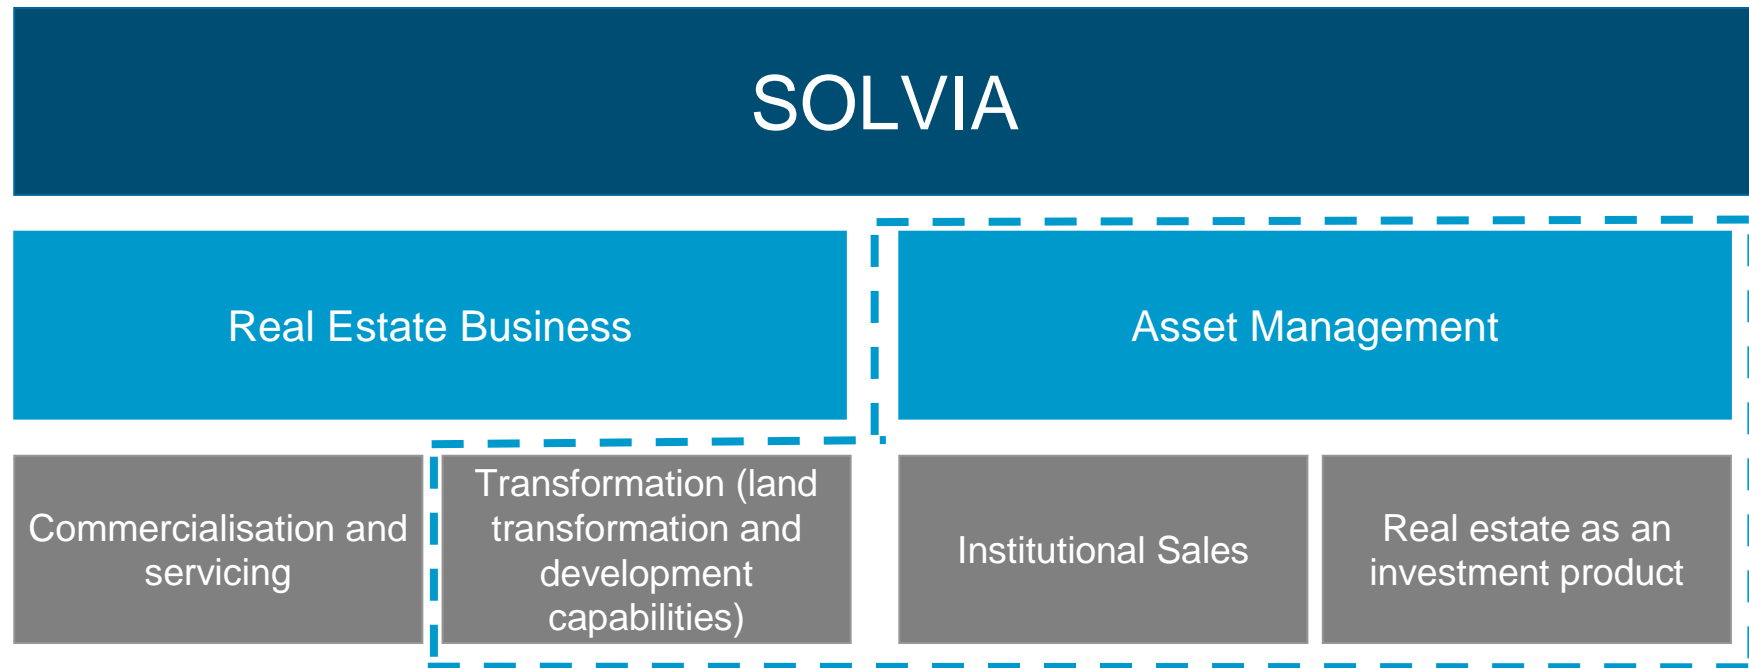 SOLVIA
Real Estate Business
Asset Management
Commercialisation and
servicing
Transformation (land
transformation and
development
capabilities)
Institutional Sales
Real estate as an
investment product